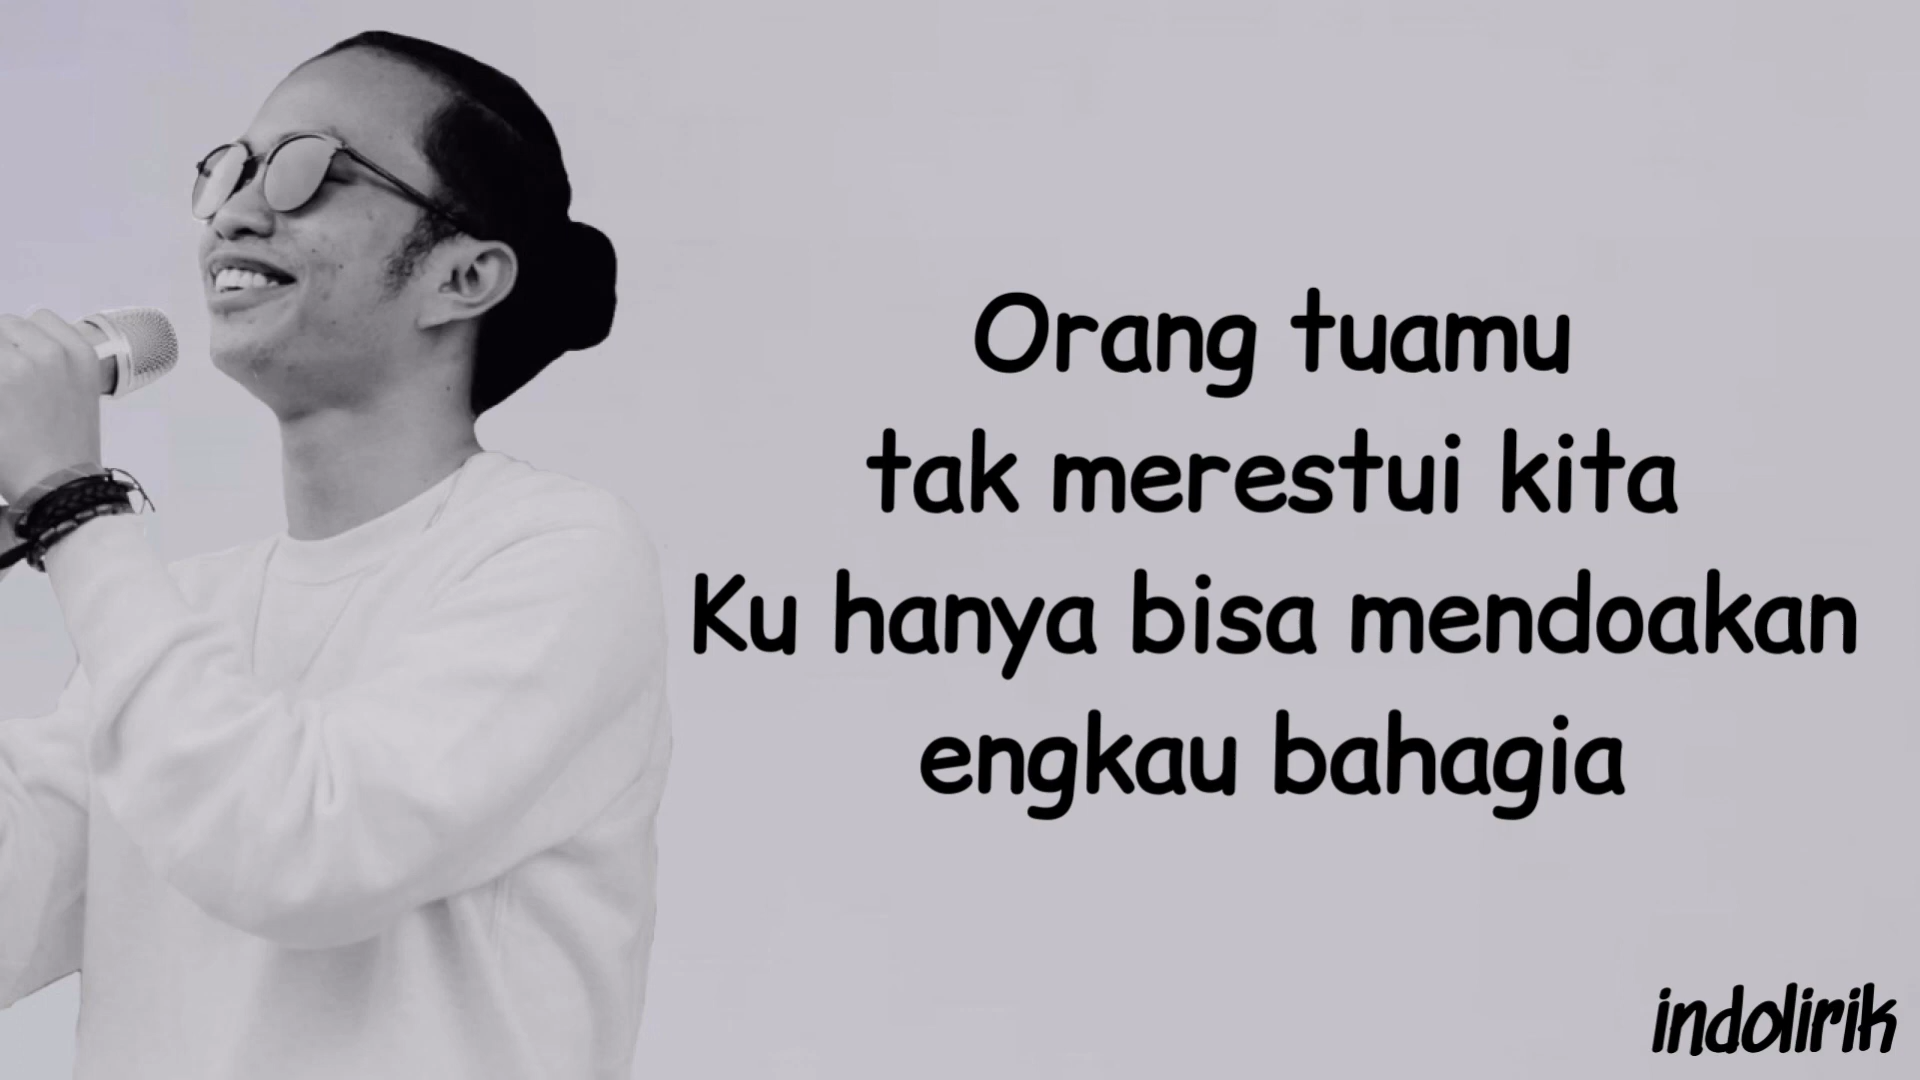 Orang tuamu
tak merestui kita
Ku hanya bisa mendoakan
engkau bahagia
indolirik